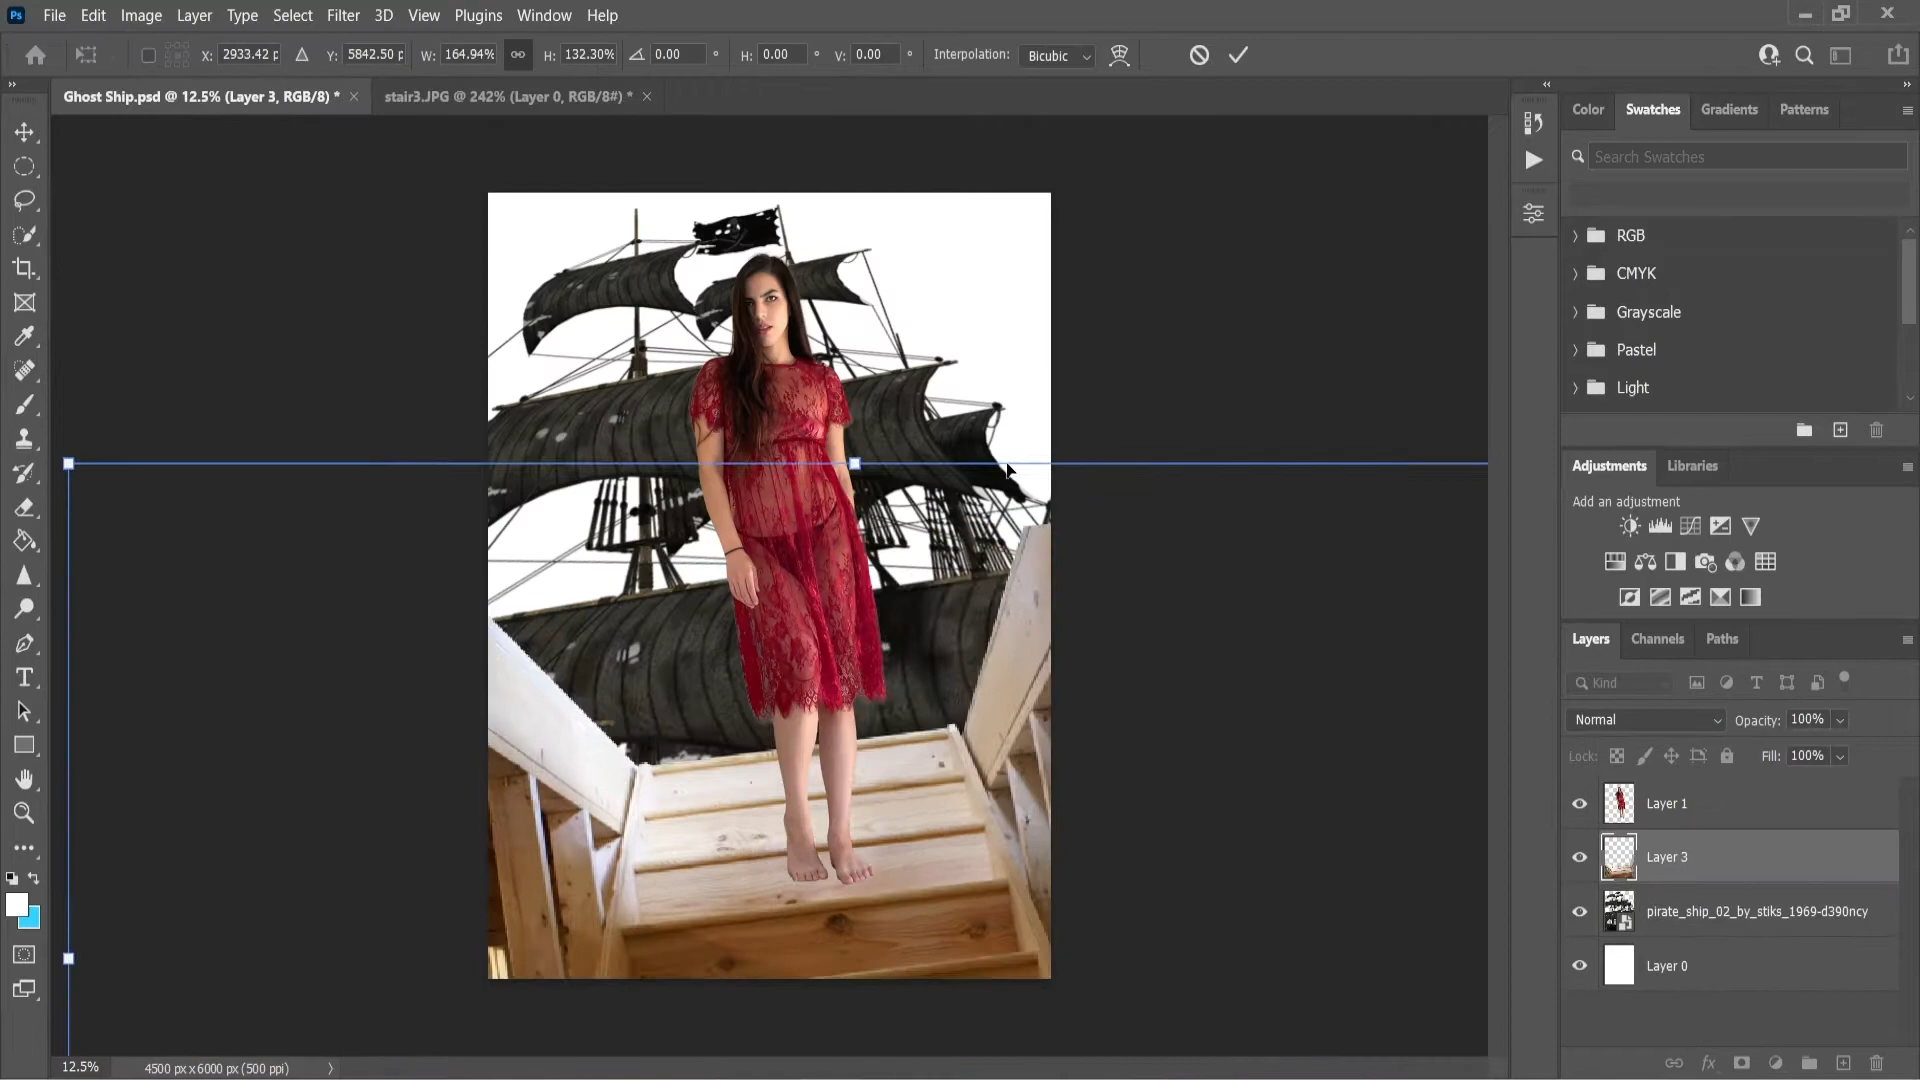 Ps File Edit Image Layer Type Select Filter 3D View Plugins Window Help
X: 2933.42 p Y: 5842.50 p W: 164.94% H: 132.30% 0.00 ° H: 0.00 ° V: 0.00 ° Interpolation: Bicubic
Ghost Ship.psd @ 12.5% (Layer 3, RGB/8) * × stair3.JPG @ 242% (Layer 0, RGB/8#) * ×
Color Swatches Gradients Patterns
Search Swatches
RGB
CMYK
Grayscale
Pastel
Light
Adjustments Libraries
Add an adjustment
Layers Channels Paths
Kind
Normal Opacity: 100%
Lock: Fill: 100%
Layer 1
Layer 3
pirate_ship_02_by_stiks_1969-d390ncy
Layer 0
12.5% 4500 px x 6000 px (500 ppi)